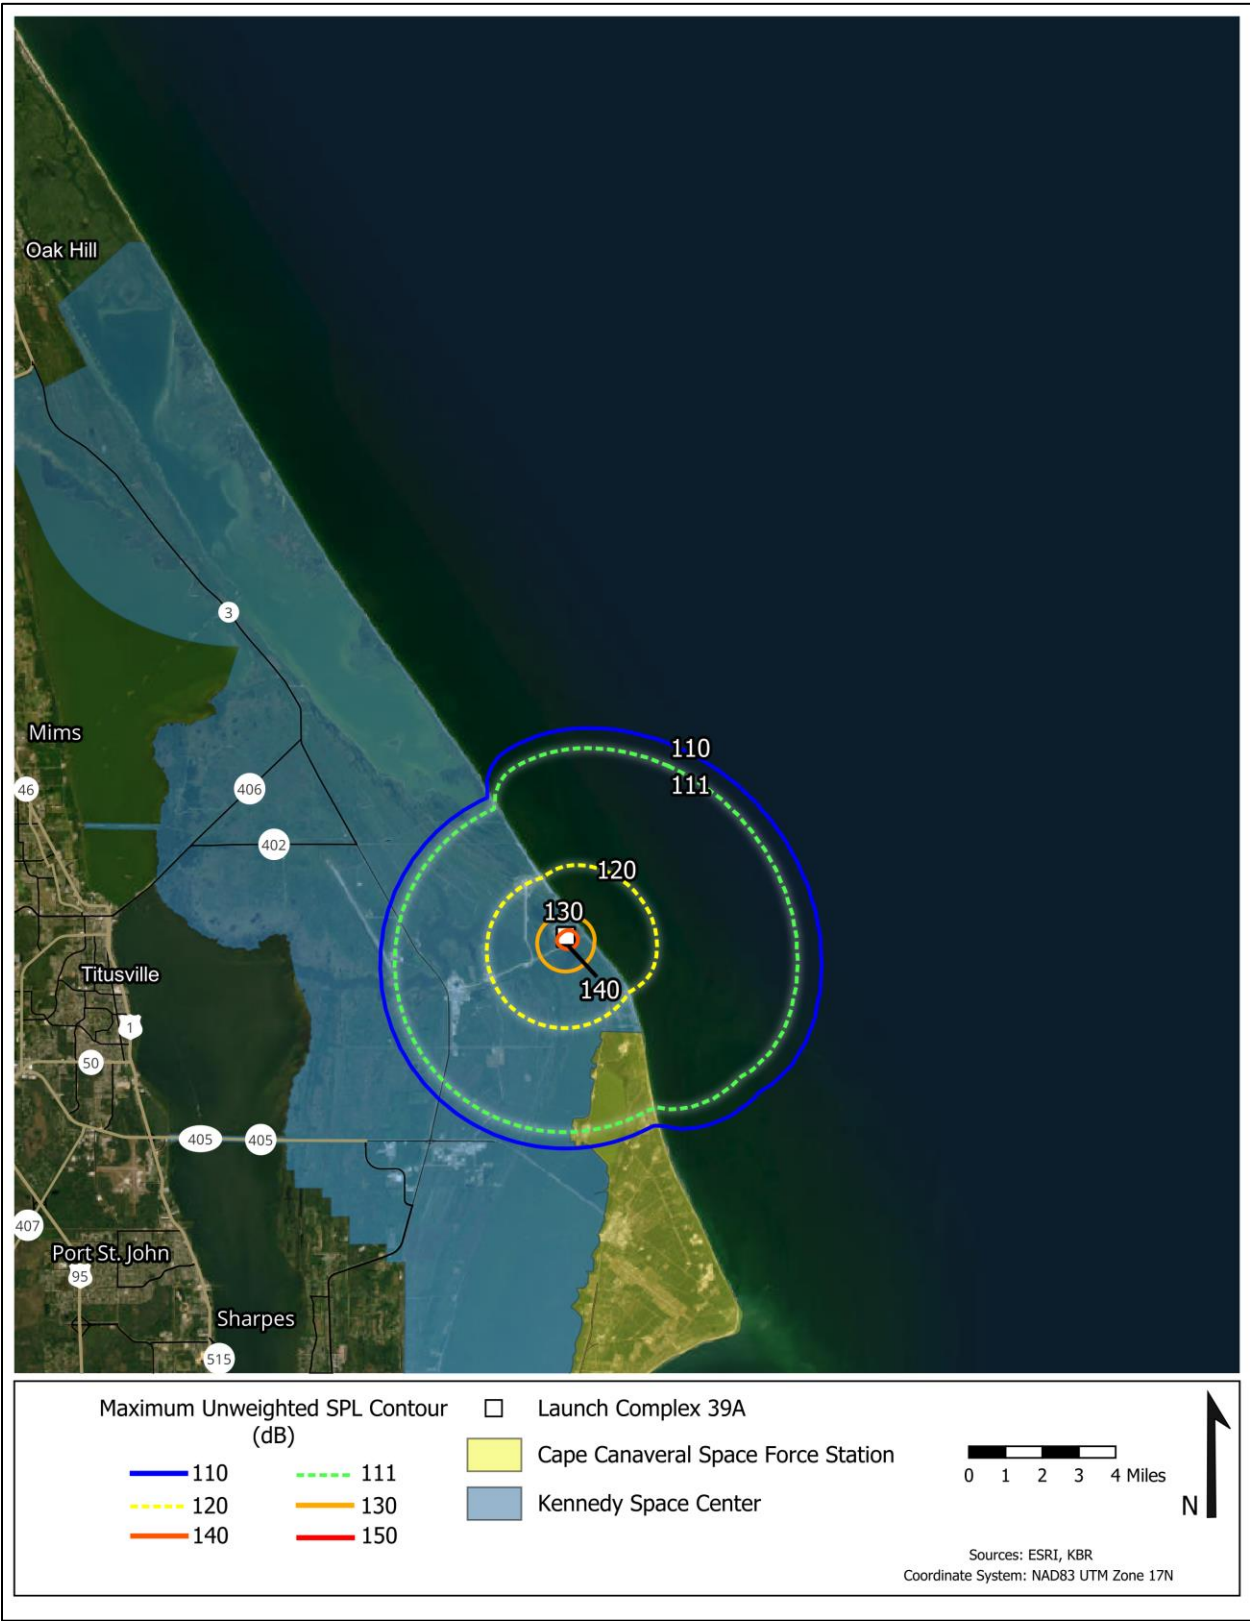 Oak Hill
3
Mims
110
46
406
111
402
120
130
Titusville
140
1
50
405
405
407
Port St. John
95
Sharpes
515
Maximum Unweighted SPL Contour
(dB)
110
111
120
130
140
150
Launch Complex 39A
Cape Canaveral Space Force Station
Kennedy Space Center
0 1 2 3 4 Miles
N
Sources: ESRI, KBR
Coordinate System: NAD83 UTM Zone 17N